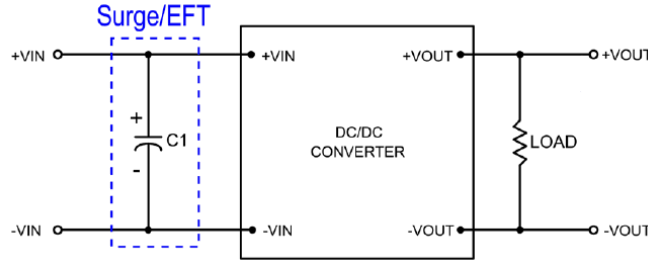 Surge/EFT
+VIN
+VIN
+VOUT
+VOUT
+
C1
-
DC/DC
CONVERTER
LOAD
-VIN
-VIN
-VOUT
-VOUT